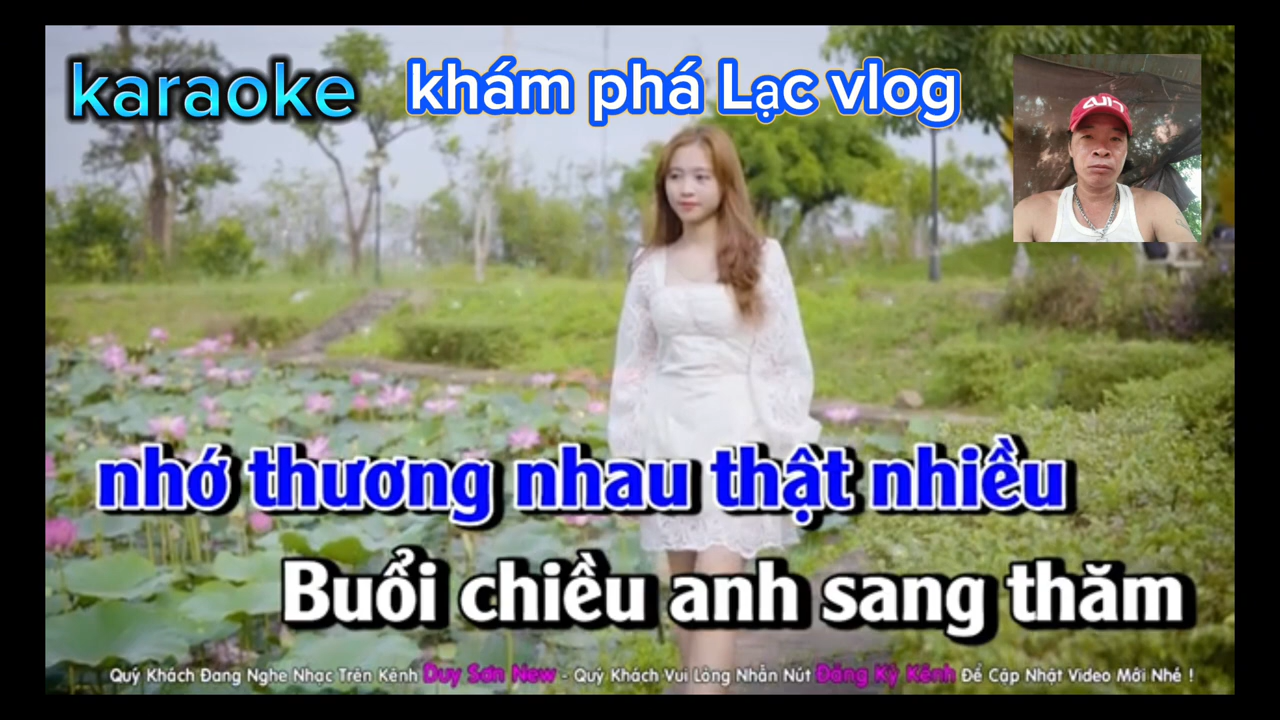 karaoke khám phá Lạc vlog
nhớ thương nhau thật nhiều
Buổi chiều anh sang thăm
Quý Khách Đang Nghe Nhạc Trên Kênh Duy Sơn New - Quý Khách Vui Lòng Nhẫn Nút Đăng Ký Kênh Để Cập Nhật Video Mới Nhé !